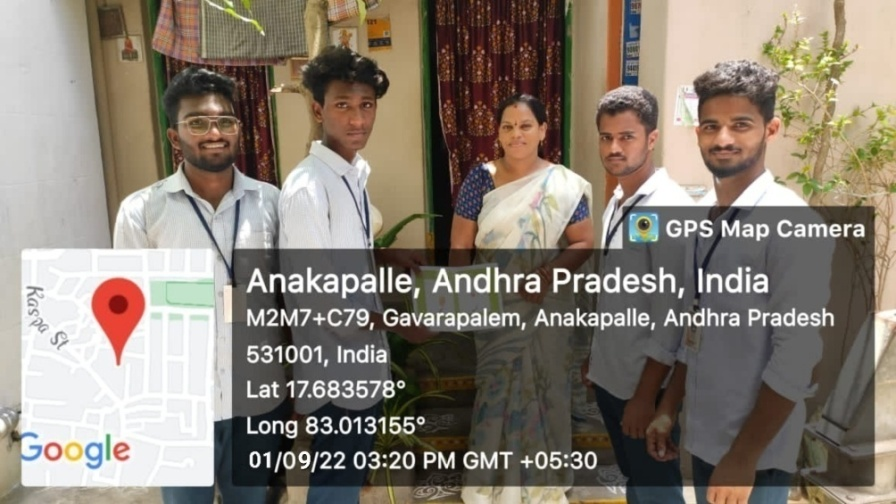 GPS Map Camera
Anakapalle, Andhra Pradesh, India
M2M7+C79, Gavarapalem, Anakapalle, Andhra Pradesh
531001, India
Lat 17.683578°
Long 83.013155°
01/09/22 03:20 PM GMT +05:30
Kaspa St
Google